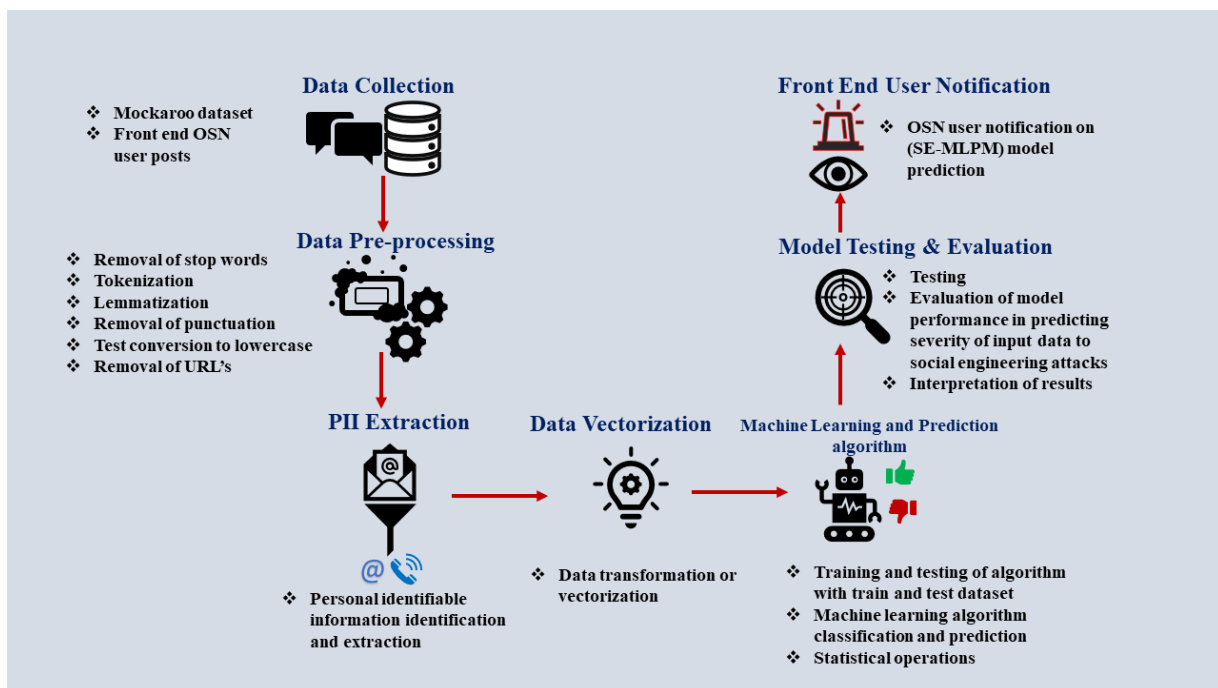 Data Collection
❖ Mockaroo dataset
❖ Front end OSN
user posts
Data Pre-processing
❖ Removal of stop words
❖ Tokenization
❖ Lemmatization
❖ Removal of punctuation
❖ Test conversion to lowercase
❖ Removal of URL’s
PII Extraction
@
@
❖ Personal identifiable
information identification
and extraction
Data Vectorization
❖ Data transformation or
vectorization
Machine Learning and Prediction
algorithm
❖ Training and testing of algorithm
with train and test dataset
❖ Machine learning algorithm
classification and prediction
❖ Statistical operations
Model Testing & Evaluation
❖ Testing
❖ Evaluation of model
performance in predicting
severity of input data to
social engineering attacks
❖ Interpretation of results
Front End User Notification
❖ OSN user notification on
(SE-MLPM) model
prediction